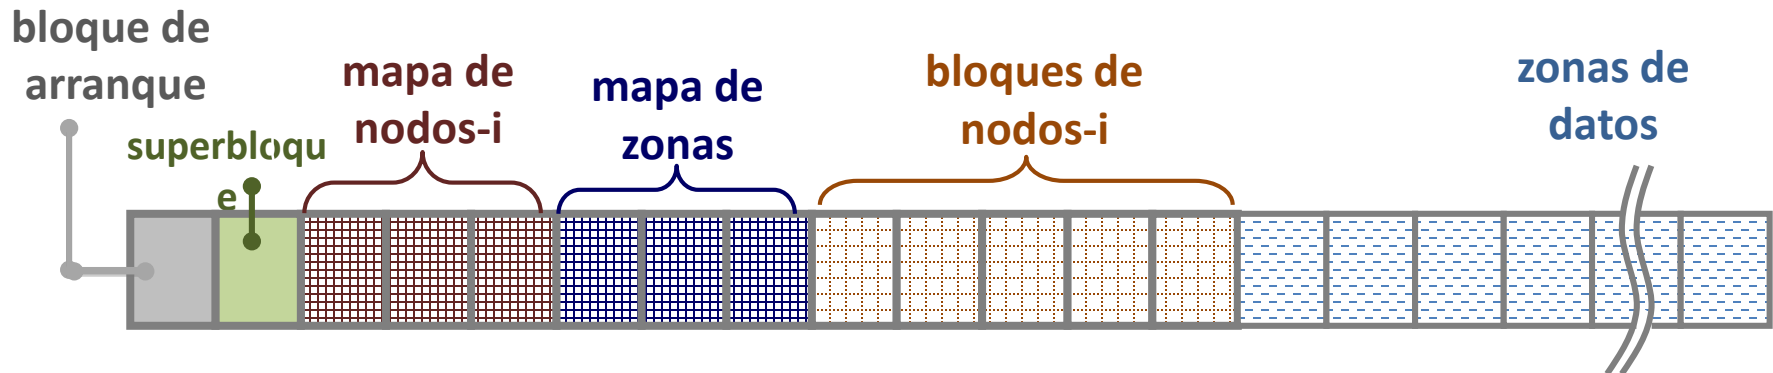 bloque de
arranque
superbloqu
e
mapa de
nodos-i
mapa de
zonas
bloques de
nodos-i
zonas de
datos